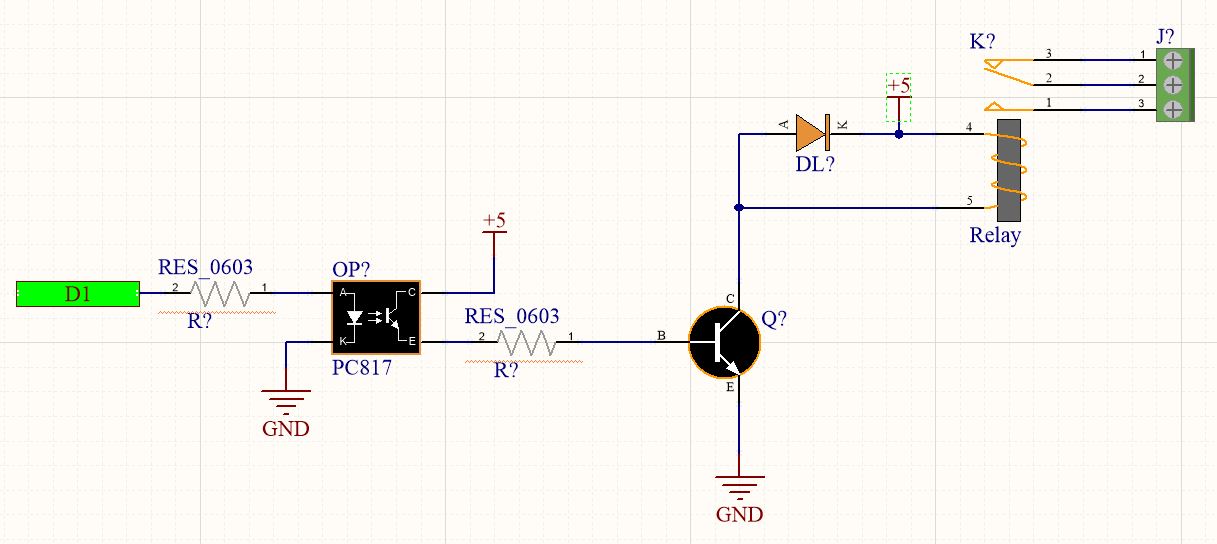 K?
J?
3
1
2
2
1
3
+5
A
K
4
DL?
5
Relay
+5
RES_0603
OP?
D1
2
1
A
C
R?
RES_0603
K
E
2
1
B
C
Q?
PC817
R?
E
GND
GND